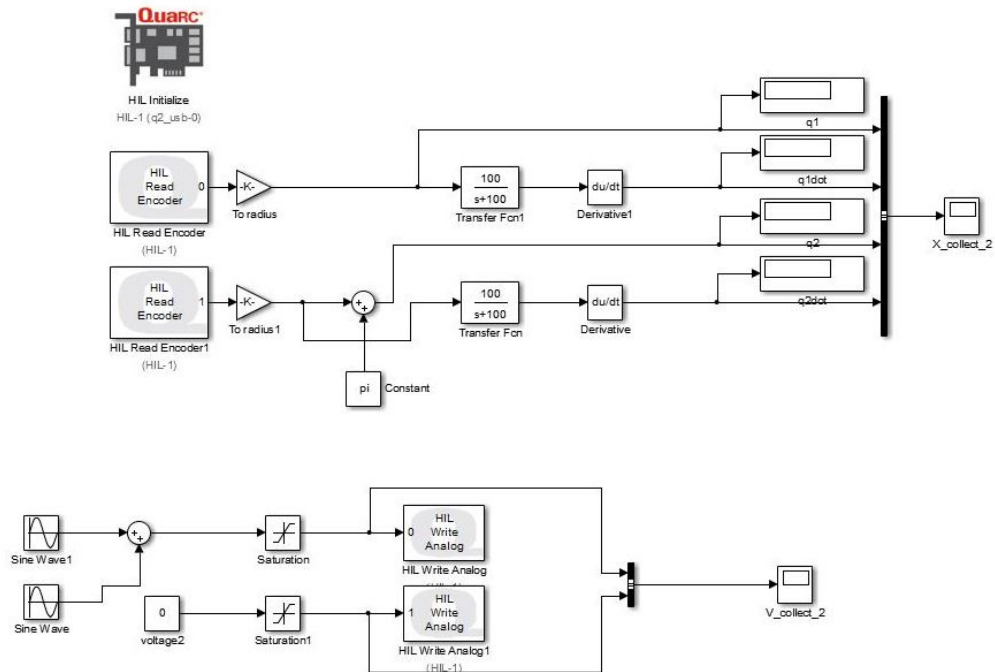 QUARC
HIL Initialize
HIL-1 (q2_usb-0)
q1
HIL
Read
Encoder
0
-K-
To radius
HIL Read Encoder
(HIL-1)
100
s+100
Transfer Fcn1
du/dt
Derivative1
q1dot
q2
X_collect_2
HIL
Read
Encoder
1
-K-
To radius1
HIL Read Encoder1
(HIL-1)
+
+
100
s+100
Transfer Fcn
du/dt
Derivative
q2dot
pi
Constant
Sine Wave1
+
+
Saturation
0
HIL
Write
Analog
HIL Write Analog
(HIL-1)
Sine Wave
0
voltage2
Saturation1
1
HIL
Write
Analog
HIL Write Analog1
(HIL-1)
V_collect_2